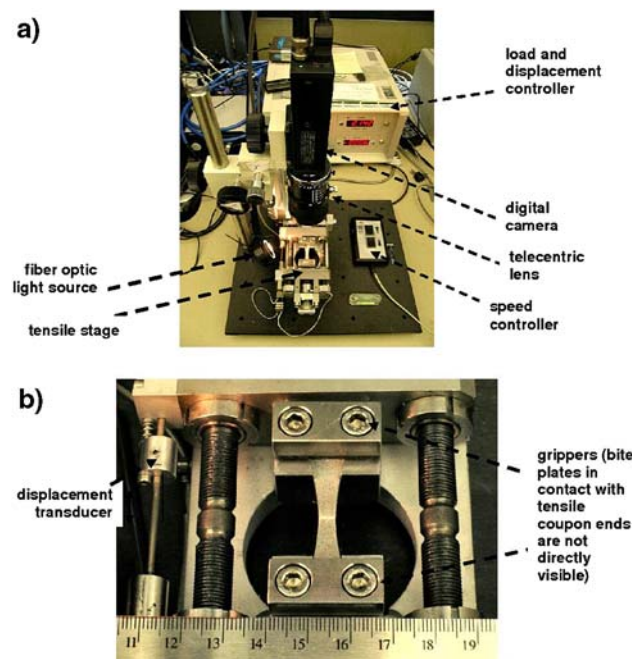 a)
load and
displacement
controller
digital
camera
telecentric
lens
speed
controller
fiber optic
light source
tensile stage
b)
displacement
transducer
grippers (bite
plates in
contact with
tensile
coupon ends
are not
directly
visible)
11 12 13 14 15 16 17 18 19